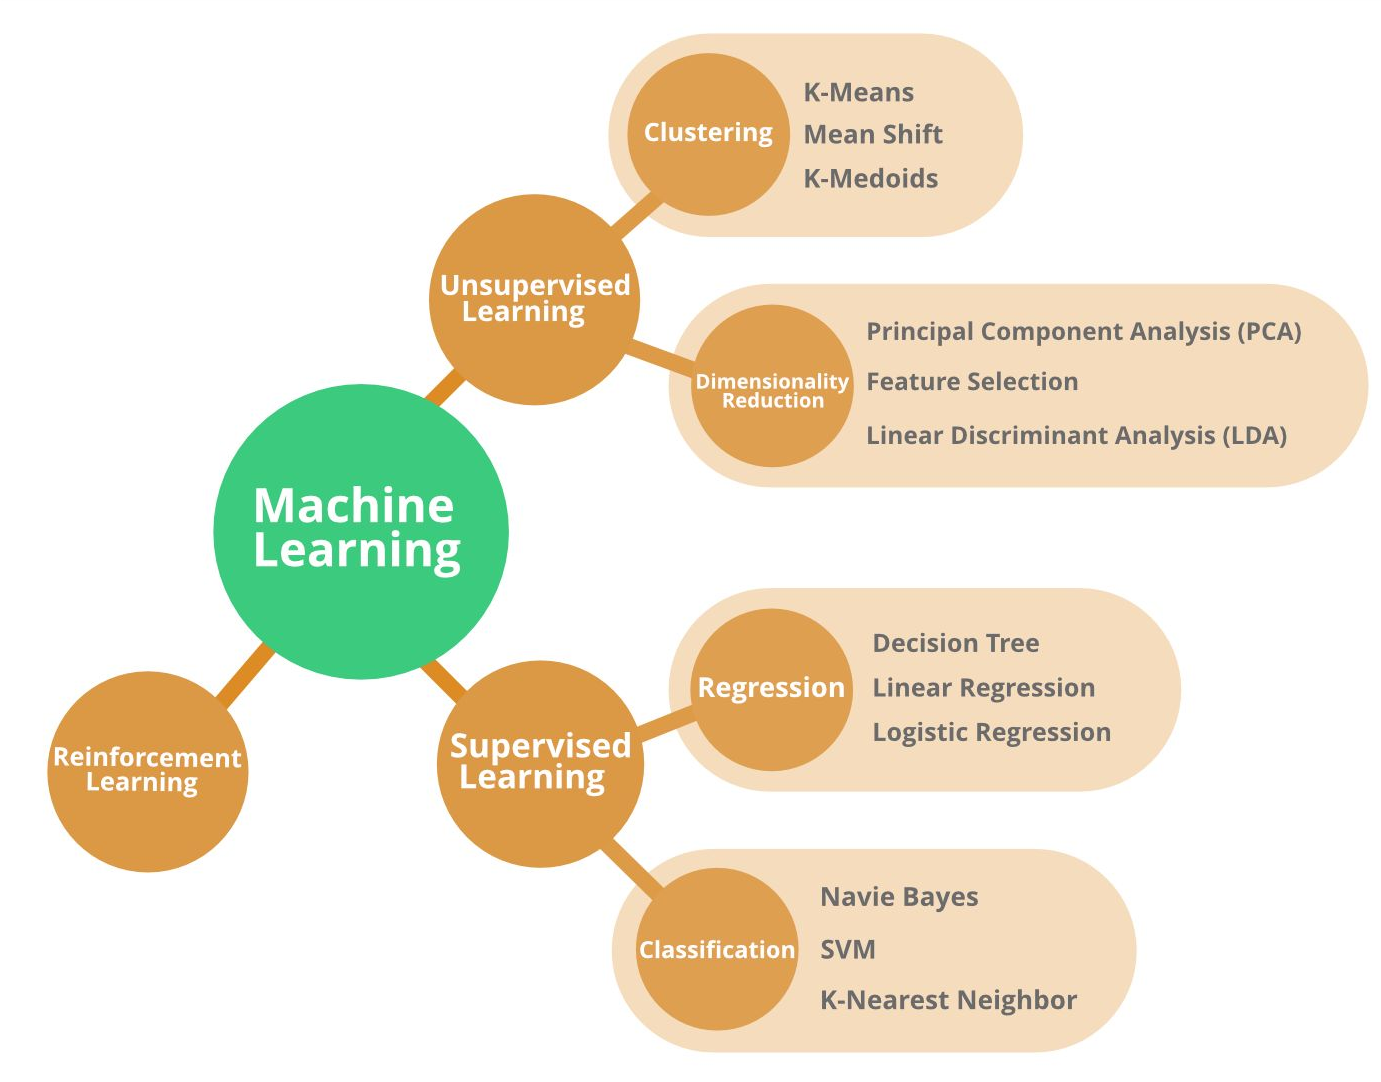 Clustering
K-Means
Mean Shift
K-Medoids
Unsupervised
Learning
Dimensionality
Reduction
Principal Component Analysis (PCA)
Feature Selection
Linear Discriminant Analysis (LDA)
Machine
Learning
Reinforcement
Learning
Supervised
Learning
Regression
Decision Tree
Linear Regression
Logistic Regression
Classification
Navie Bayes
SVM
K-Nearest Neighbor